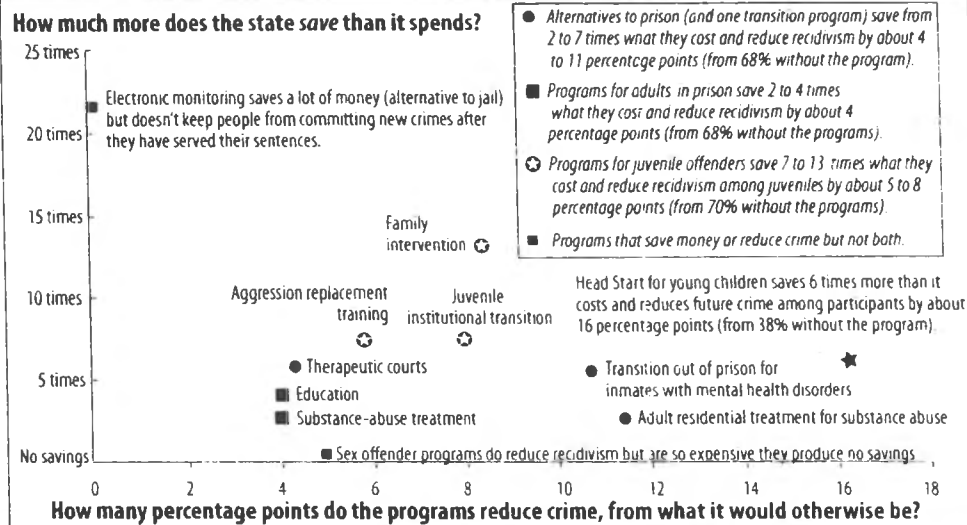 How much more does the state save than it spends?
25 times
20 times
15 times
10 times
5 times
No savings
Electronic monitoring saves a lot of money (alternative to jail)
but doesn't keep people from committing new crimes after
they have served their sentences.
Alternatives to prison (and one transition program) save from
2 to 7 times what they cost and reduce recidivism by about 4
to 11 percentage points (from 68% without the program).
Programs for adults in prison save 2 to 4 times
what they cost and reduce recidivism by about 4
percentage points (from 68% without the programs).
Programs for juvenile offenders save 7 to 13 times what they
cost and reduce recidivism among juveniles by about 5 to 8
percentage points (from 70% without the programs)
Programs that save money or reduce crime but not both.
Family
intervention
Aggression replacement
training
Juvenile
institutional transition
Head Start for young children saves 6 times more than it
costs and reduces future crime among participants by about
16 percentage points (from 38% without the program)
Therapeutic courts
Education
Substance-abuse treatment
Transition out of prison for
inmates with mental health disorders
Adult residential treatment for substance abuse
Sex offender programs do reduce recidivism but are so expensive they produce no savings
0 2 4 6 8 10 12 14 16 18
How many percentage points do the programs reduce crime, from what it would otherwise be?